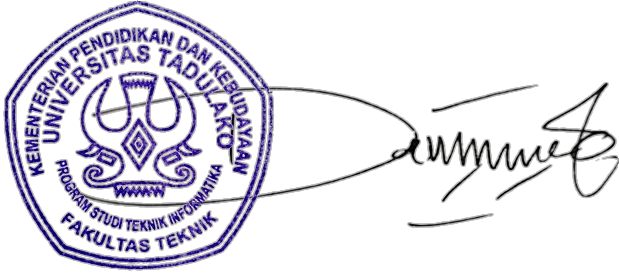 KEMENTERIAN PENDIDIKAN DAN KEBUDAYAAN
UNIVERSITAS TADULAKO
PROGRAM STUDI TEKNIK INFORMATIKA
FAKULTAS TEKNIK